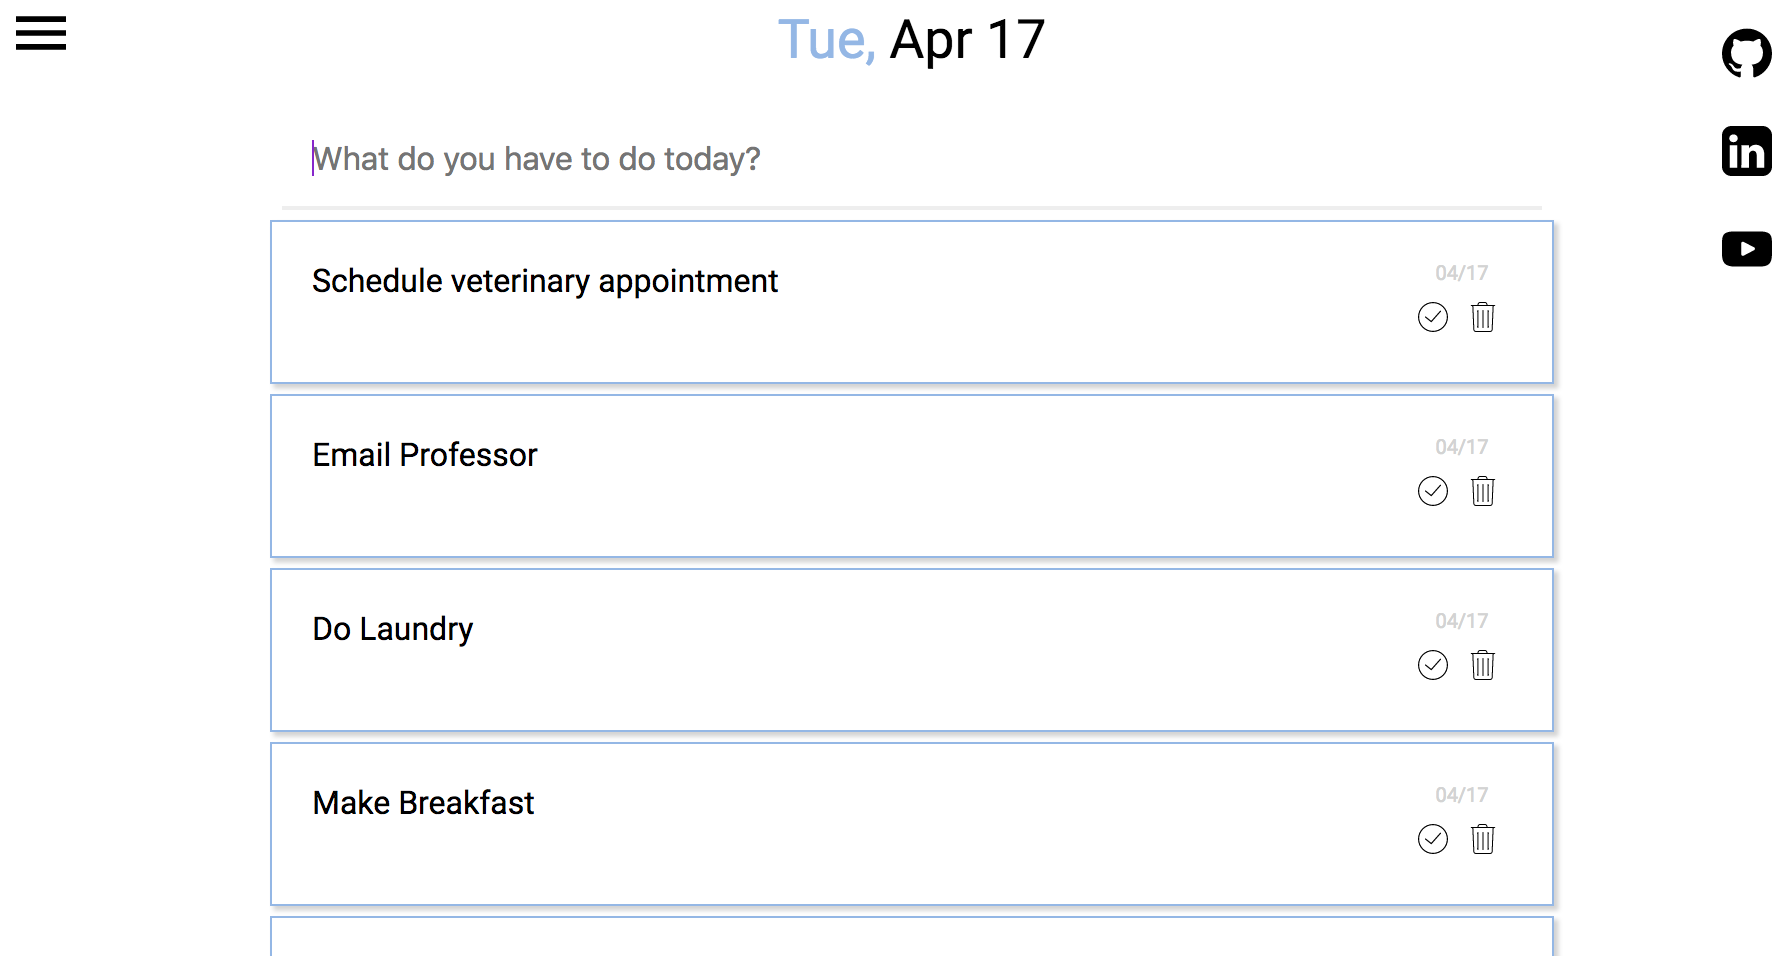 Tue, Apr 17
What do you have to do today?
Schedule veterinary appointment
04/17
Email Professor
04/17
Do Laundry
04/17
Make Breakfast
04/17
in